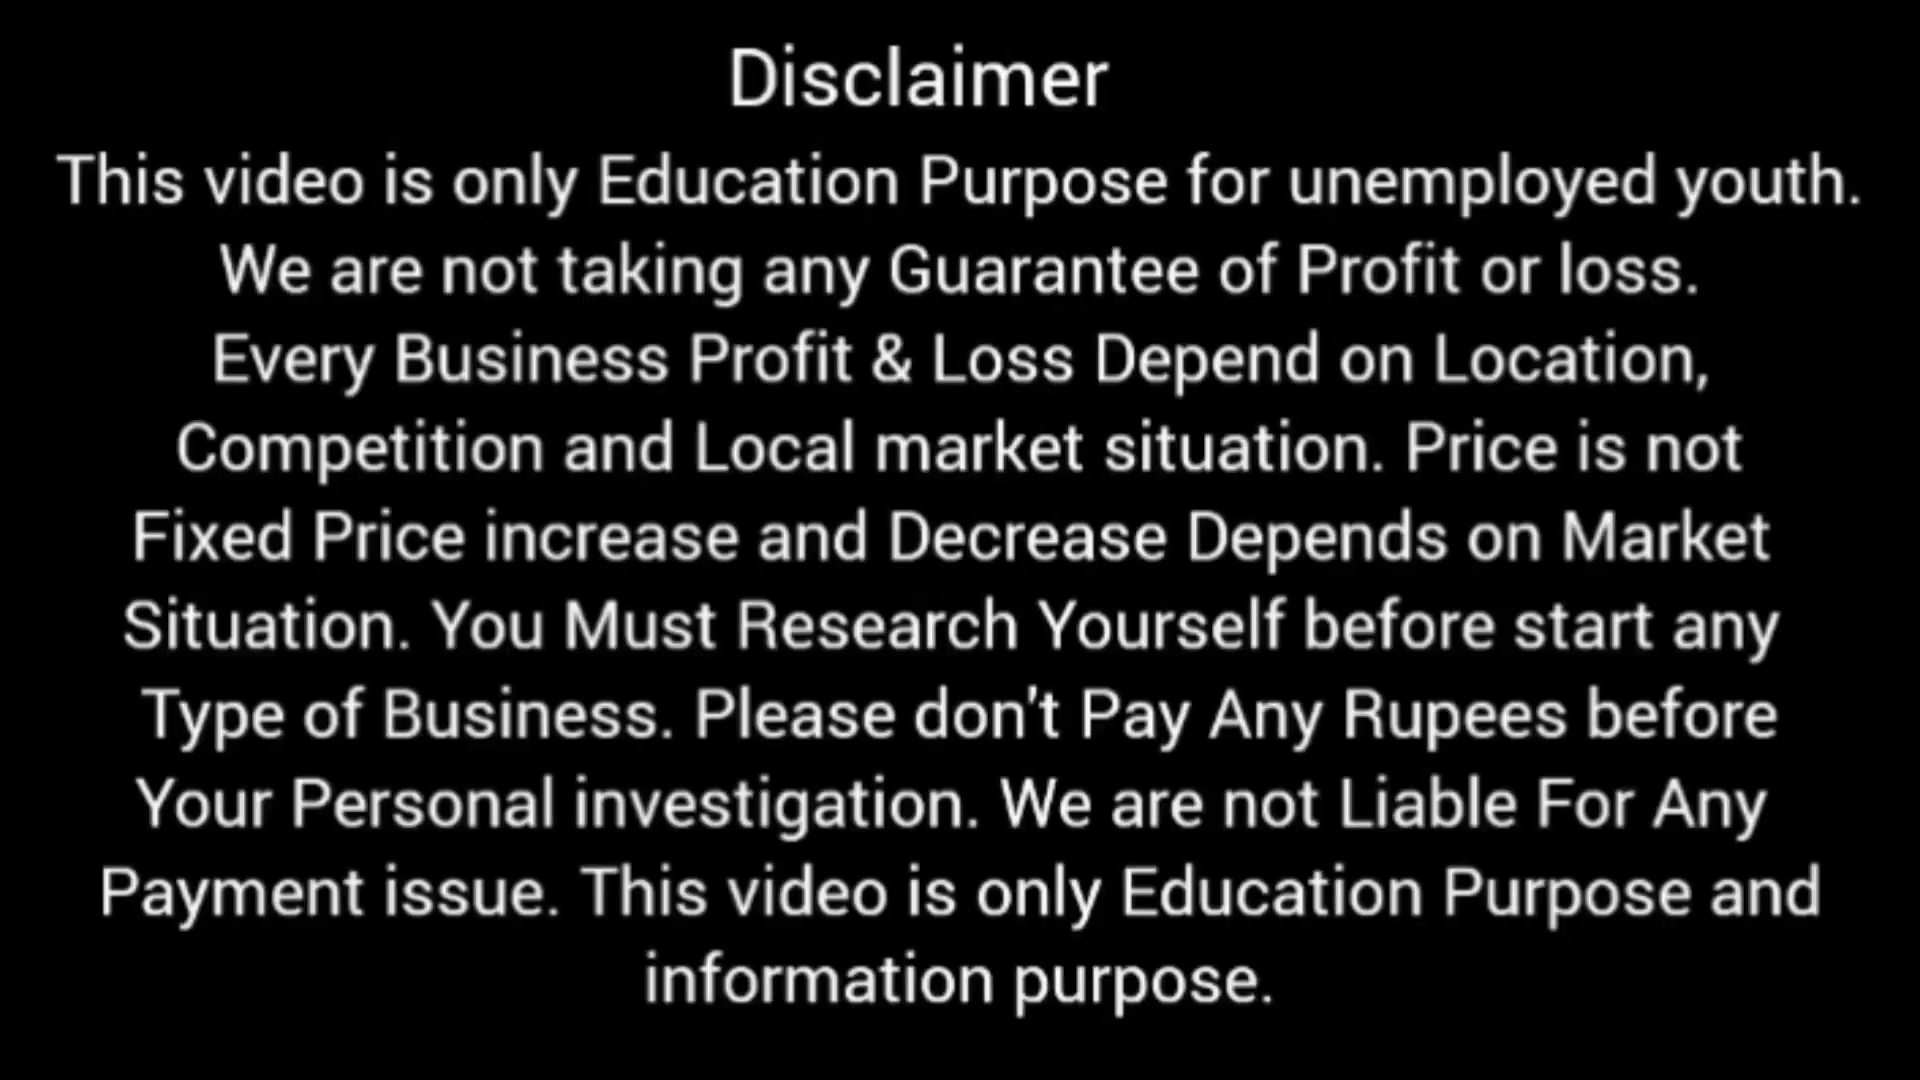 Disclaimer
This video is only Education Purpose for unemployed youth.
We are not taking any Guarantee of Profit or loss.
Every Business Profit & Loss Depend on Location,
Competition and Local market situation. Price is not
Fixed Price increase and Decrease Depends on Market
Situation. You Must Research Yourself before start any
Type of Business. Please don't Pay Any Rupees before
Your Personal investigation. We are not Liable For Any
Payment issue. This video is only Education Purpose and
information purpose.